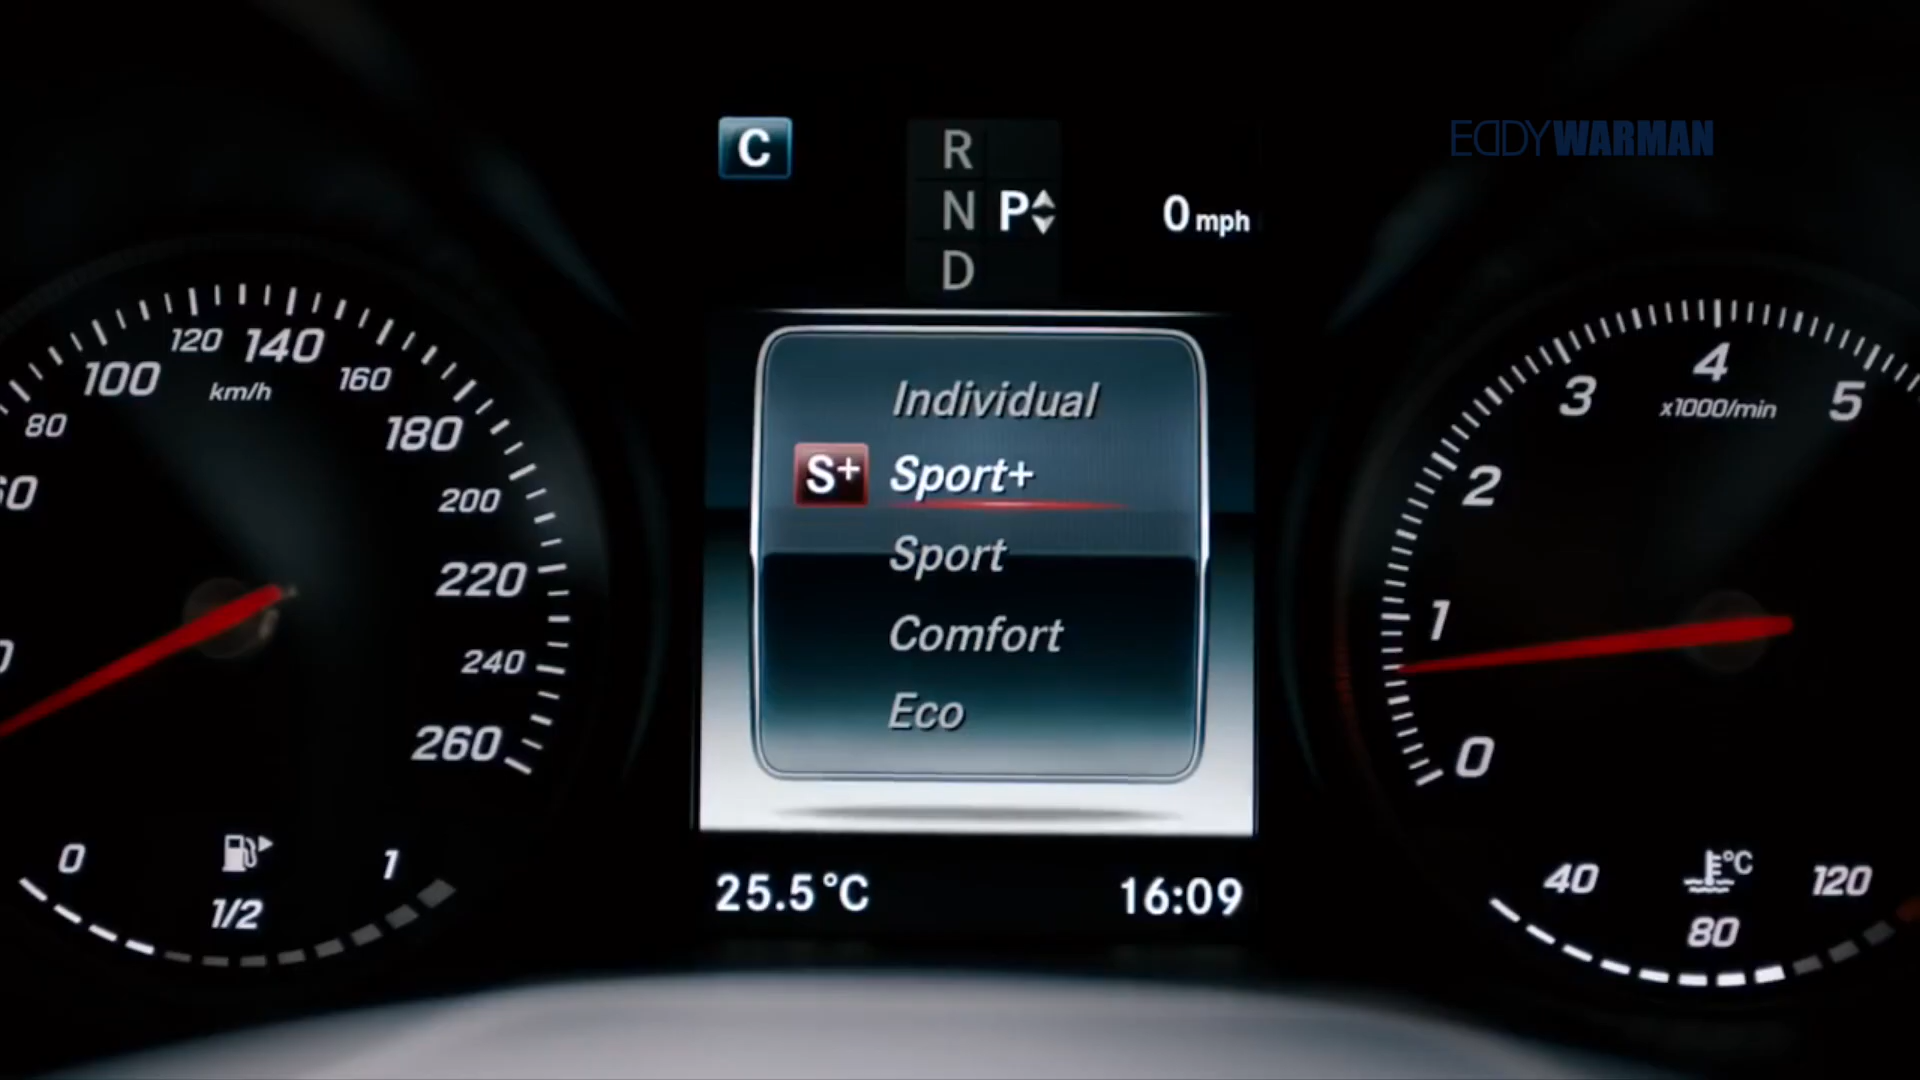 EDDYWARMAN
C
R
N P
D
0 mph
80
100
120
140
160
180
200
220
240
260
km/h
Individual
S+ Sport+
Sport
Comfort
Eco
0
1
2
3
4
5
x1000/min
0
1/2
1
25.5°C
16:09
40
80
120
°C